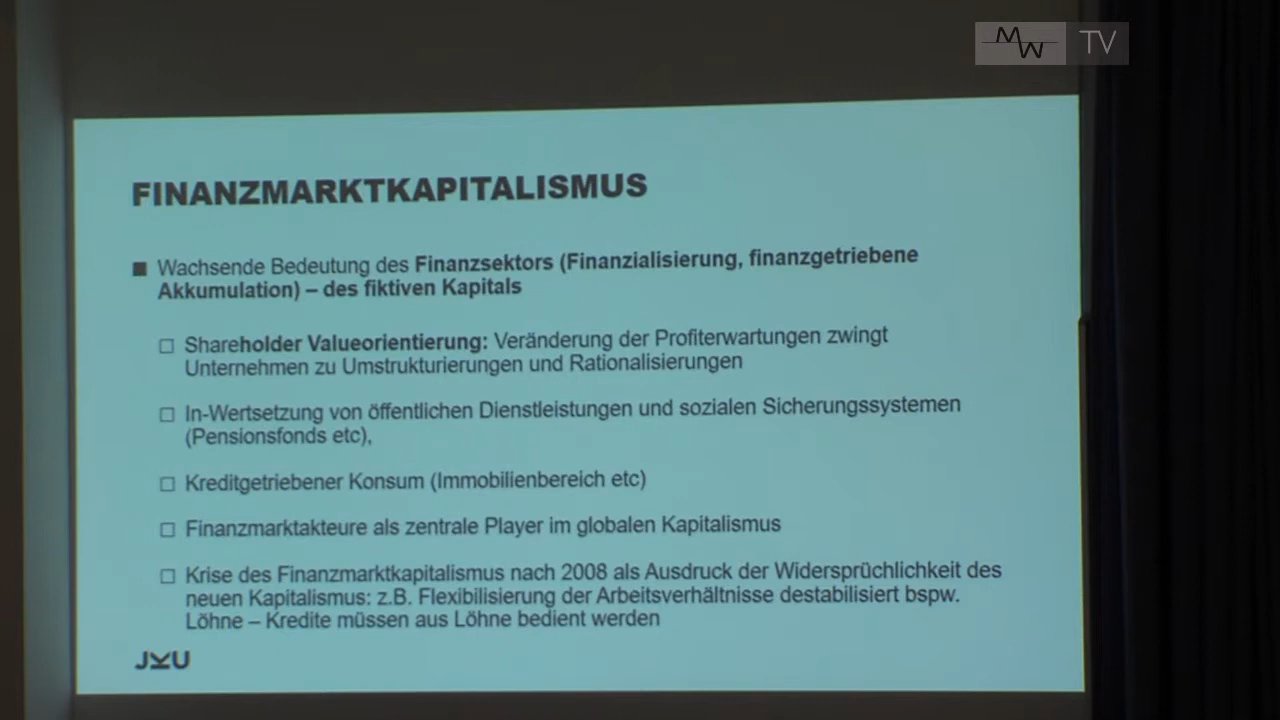 MW TV
FINANZMARKTKAPITALISMUS
■ Wachsende Bedeutung des Finanzsektors (Finanzialisierung, finanzgetriebene
Akkumulation) – des fiktiven Kapitals
□ Shareholder Valueorientierung: Veränderung der Profiterwartungen zwingt
Unternehmen zu Umstrukturierungen und Rationalisierungen
□ In-Wertsetzung von öffentlichen Dienstleistungen und sozialen Sicherungssystemen
(Pensionsfonds etc),
□ Kreditgetriebener Konsum (Immobilienbereich etc)
□ Finanzmarktakteure als zentrale Player im globalen Kapitalismus
□ Krise des Finanzmarktkapitalismus nach 2008 als Ausdruck der Widersprüchlichkeit des
neuen Kapitalismus: z.B. Flexibilisierung der Arbeitsverhältnisse destabilisiert bspw.
Löhne – Kredite müssen aus Löhne bedient werden
JKU